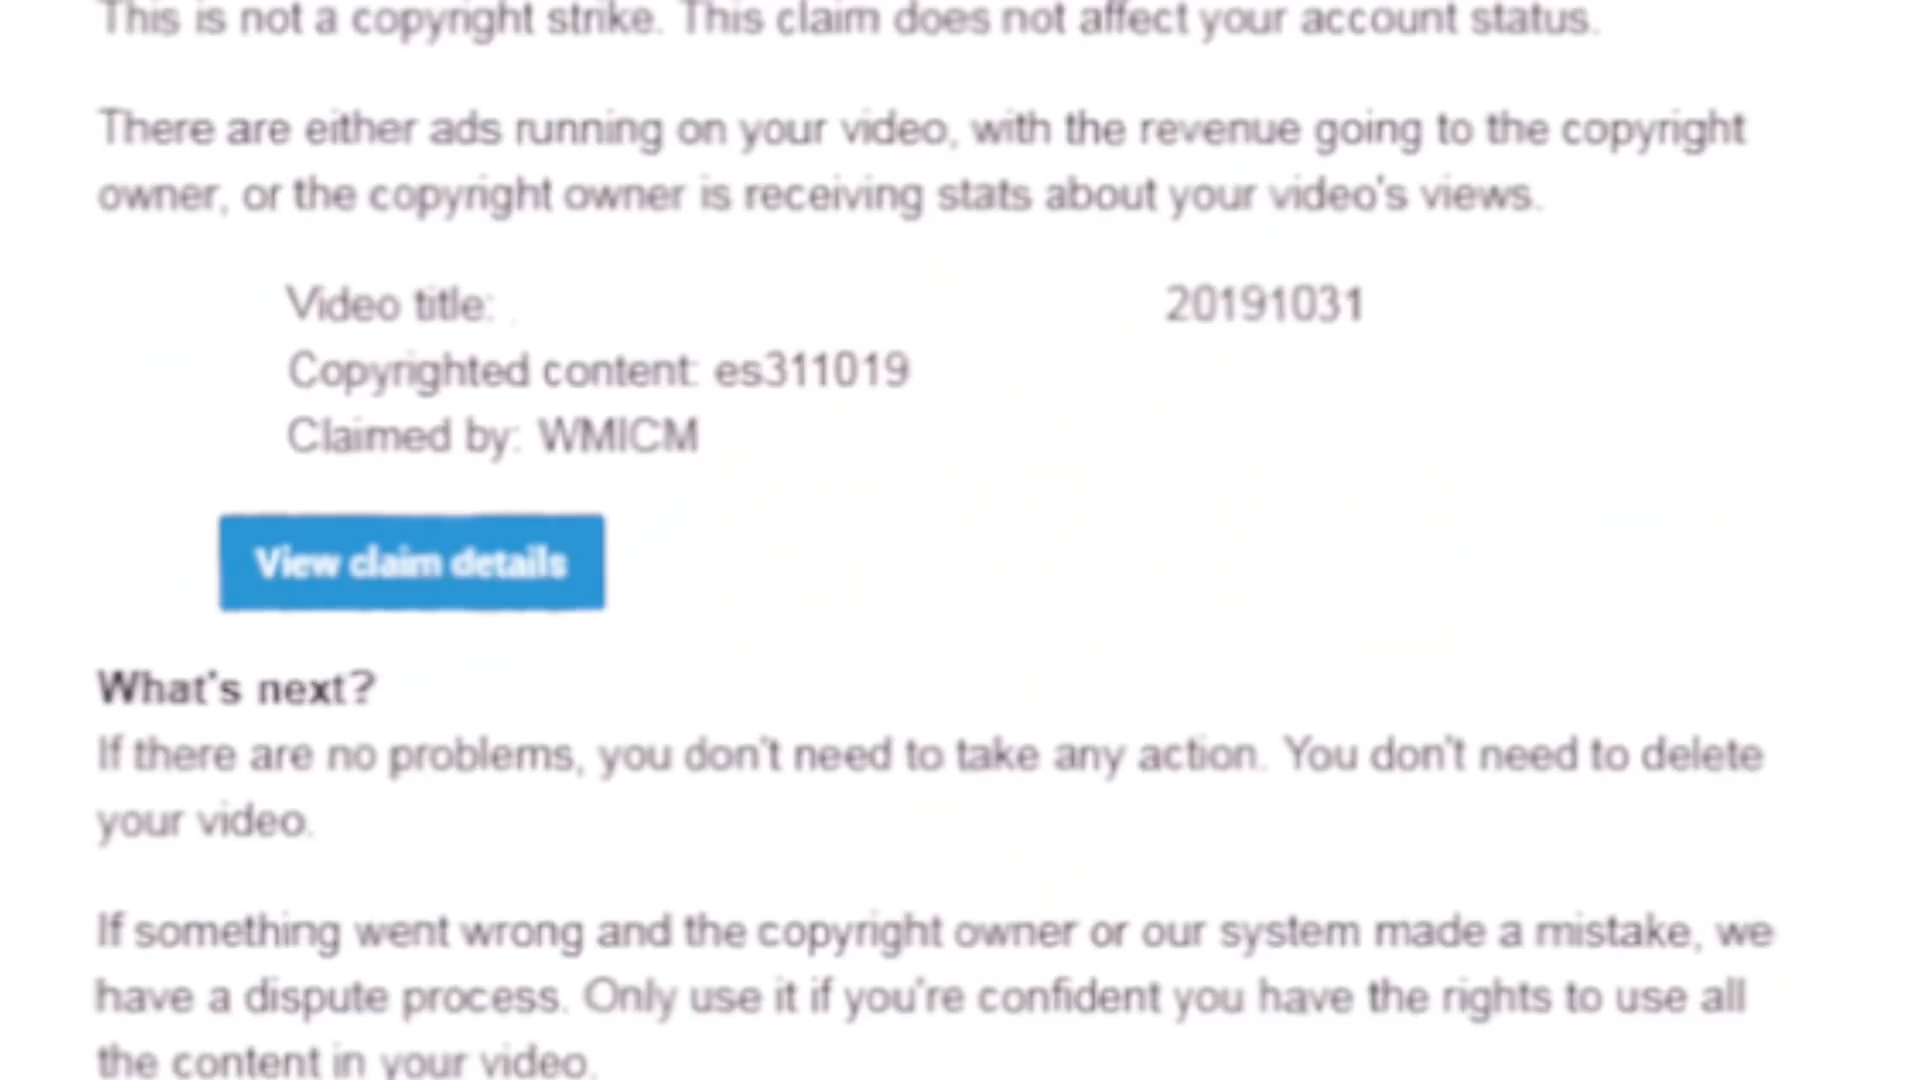 This is not a copyright strike. This claim does not affect your account status.
There are either ads running on your video, with the revenue going to the copyright
owner, or the copyright owner is receiving stats about your video's views.
Video title: 20191031
Copyrighted content: es311019
Claimed by: WMICM
View claim details
What's next?
If there are no problems, you don't need to take any action. You don't need to delete
your video.
If something went wrong and the copyright owner or our system made a mistake, we
have a dispute process. Only use it if you're confident you have the rights to use all
the content in your video.